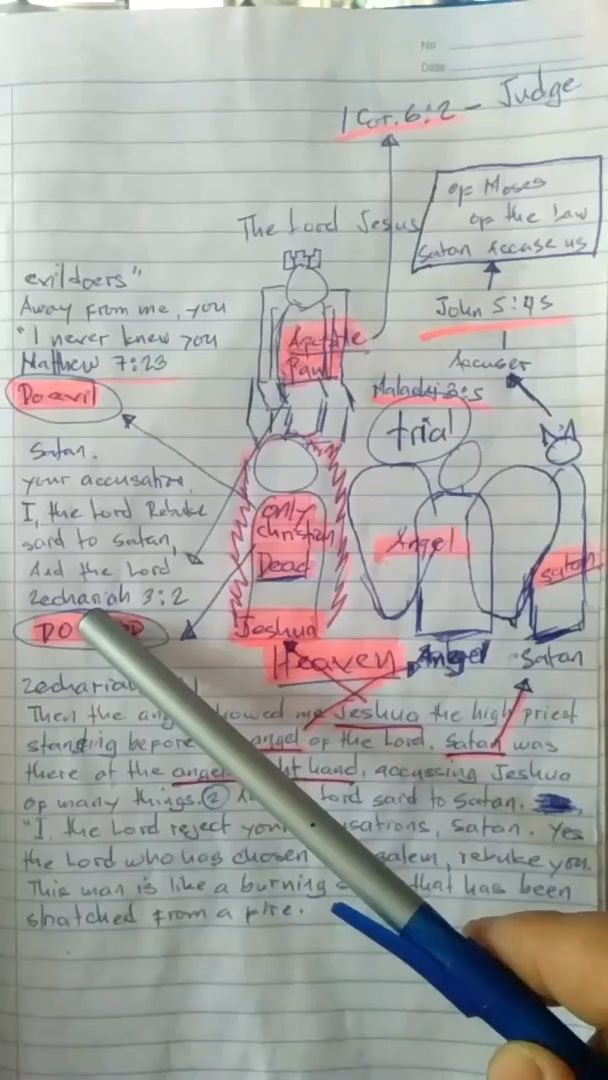 No
Date
1 Cor. 6:2 - Judge
of Moses
of the law
Satan Accuse us
The Lord Jesus
evildoers"
Away from me, you
"I never knew you
Matthew 7:23
Do evil
John 5:45
Accuser
Apostle
Paul
Malachi 3:5
trial
Satan.
your accusation,
I, the Lord Rebuke
said to Satan,
And the Lord
Zechariah 3:2
DO
only
christian
Dead
Jeshua
Angel
satan
Heaven
Angel
Satan
Zechariah
Then the showed me Jeshua the high priest
standing before angel of the Lord. Satan was
there at the angel hand, accussing Jeshua
of many things. ② Lord said to Satan.
"I, the Lord reject your Satan. Yes
the Lord who has chosen rebuke you.
This man is like a burning that has been
snatched from a fire.